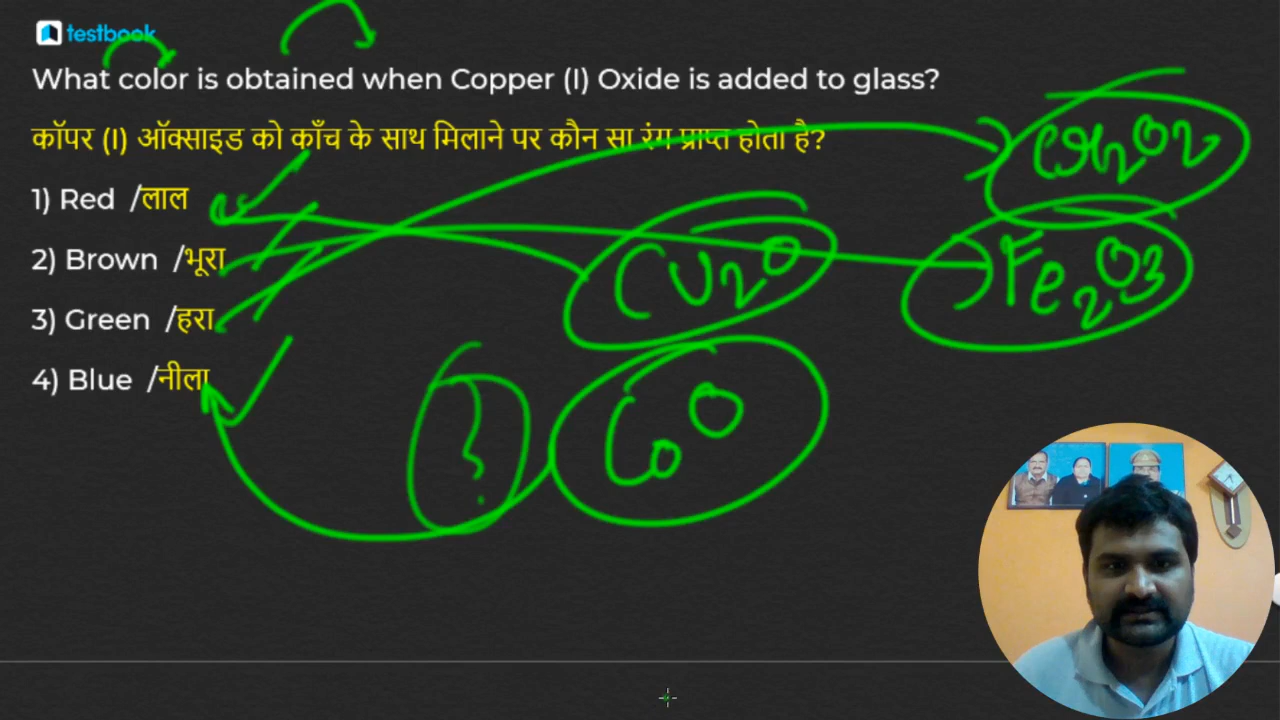 testbook
What color is obtained when Copper (I) Oxide is added to glass?
कॉपर (I) ऑक्साइड को काँच के साथ मिलाने पर कौन सा रंग प्राप्त होता है?
1) Red /लाल
2) Brown /भूरा
3) Green /हरा
4) Blue /नीला
Cu2O
Fe2O3
?
CoO